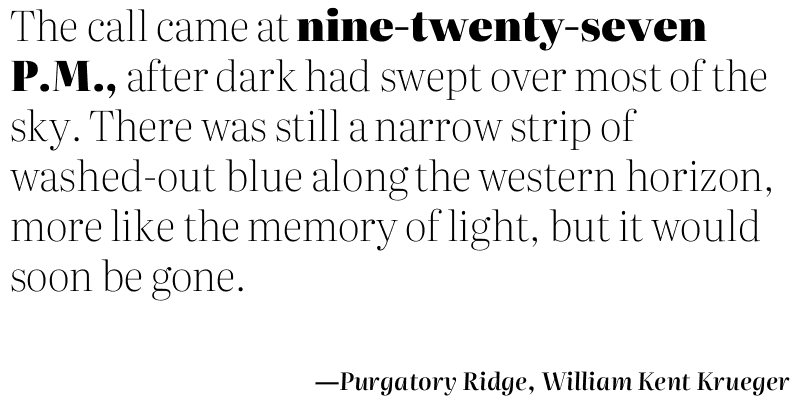 The call came at nine-twenty-seven
P.M., after dark had swept over most of the
sky. There was still a narrow strip of
washed-out blue along the western horizon,
more like the memory of light, but it would
soon be gone.
—Purgatory Ridge, William Kent Krueger